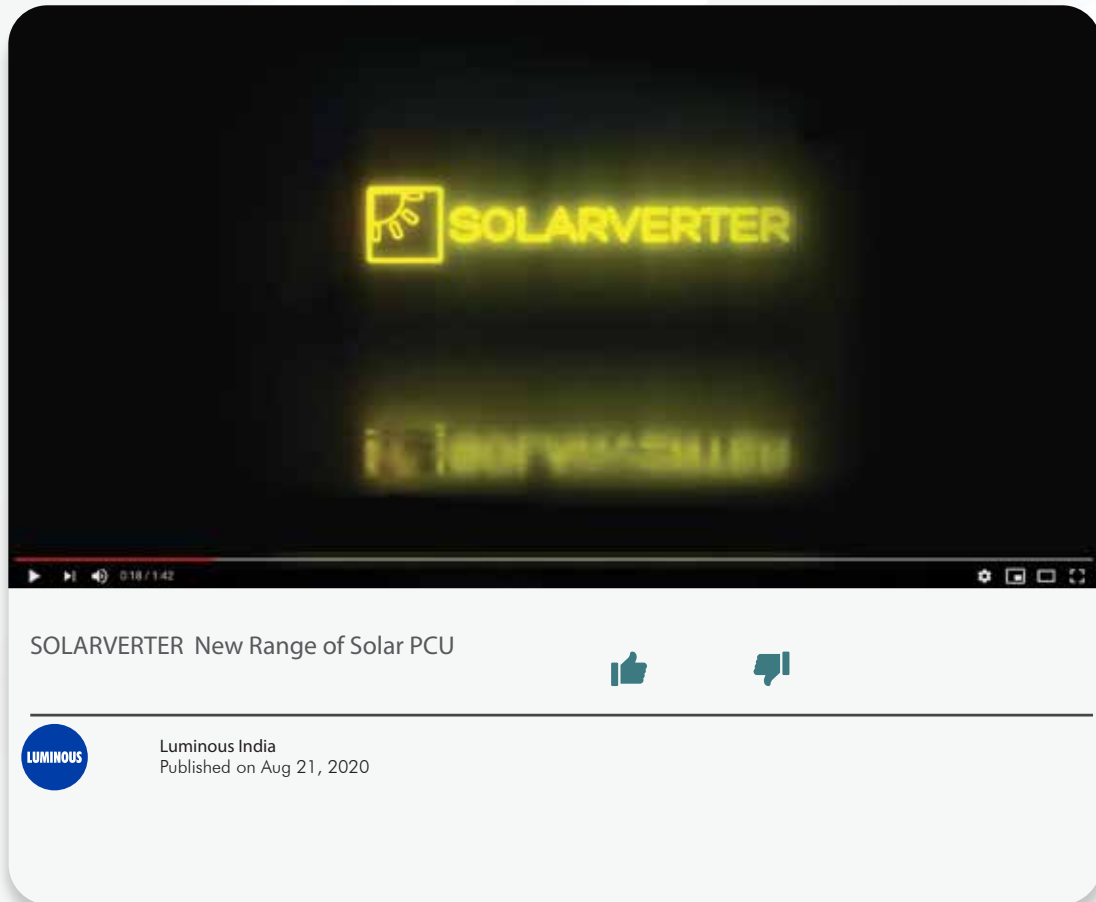 SOLARVERTER
0:18 / 1:42
SOLARVERTER New Range of Solar PCU
LUMINOUS
Luminous India
Published on Aug 21, 2020